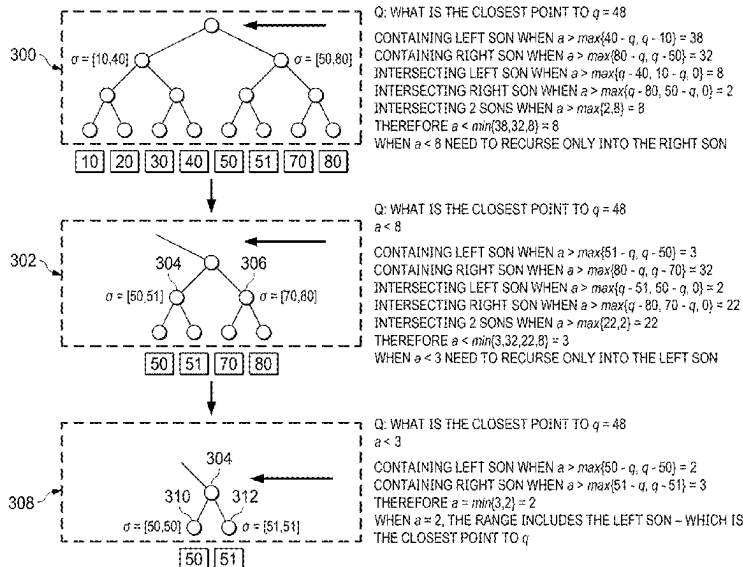 300
σ = [10,40]
σ = [50,80]
10 20 30 40 50 51 70 80
Q: WHAT IS THE CLOSEST POINT TO q = 48
CONTAINING LEFT SON WHEN a > max{40 - q, q - 10} = 38
CONTAINING RIGHT SON WHEN a > max{80 - q, q - 50} = 32
INTERSECTING LEFT SON WHEN a > max{q - 40, 10 - q, 0} = 8
INTERSECTING RIGHT SON WHEN a > max{q - 80, 50 - q, 0} = 2
INTERSECTING 2 SONS WHEN a > max{2,8} = 8
THEREFORE a < min{38,32,8} = 8
WHEN a < 8 NEED TO RECURSE ONLY INTO THE RIGHT SON
302
304
306
σ = [50,51]
σ = [70,80]
50 51 70 80
Q: WHAT IS THE CLOSEST POINT TO q = 48
a < 8
CONTAINING LEFT SON WHEN a > max{51 - q, q - 50} = 3
CONTAINING RIGHT SON WHEN a > max{80 - q, q - 70} = 32
INTERSECTING LEFT SON WHEN a > max{q - 51, 50 - q, 0} = 2
INTERSECTING RIGHT SON WHEN a > max{q - 80, 70 - q, 0} = 22
INTERSECTING 2 SONS WHEN a > max{22,2} = 22
THEREFORE a < min{3,32,22,8} = 3
WHEN a < 3 NEED TO RECURSE ONLY INTO THE LEFT SON
308
304
310
312
σ = [50,50]
σ = [51,51]
50 51
Q: WHAT IS THE CLOSEST POINT TO q = 48
a < 3
CONTAINING LEFT SON WHEN a > max{50 - q, q - 50} = 2
CONTAINING RIGHT SON WHEN a > max{51 - q, q - 51} = 3
THEREFORE a = min{3,2} = 2
WHEN a = 2, THE RANGE INCLUDES THE LEFT SON - WHICH IS
THE CLOSEST POINT TO q